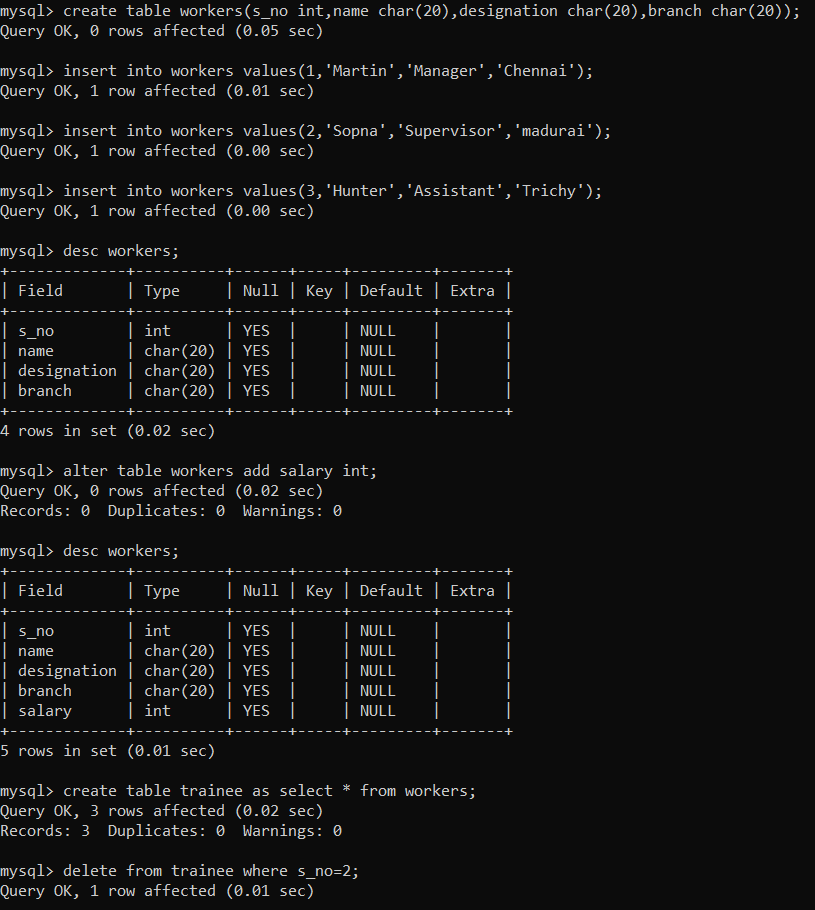 mysql> create table workers(s_no int,name char(20),designation char(20),branch char(20));
Query OK, 0 rows affected (0.05 sec)

mysql> insert into workers values(1,'Martin','Manager','Chennai');
Query OK, 1 row affected (0.01 sec)

mysql> insert into workers values(2,'Sopna','Supervisor','madurai');
Query OK, 1 row affected (0.00 sec)

mysql> insert into workers values(3,'Hunter','Assistant','Trichy');
Query OK, 1 row affected (0.00 sec)

mysql> desc workers;
+-------------+----------+------+-----+---------+-------+
| Field       | Type     | Null | Key | Default | Extra |
+-------------+----------+------+-----+---------+-------+
| s_no        | int      | YES  |     | NULL    |       |
| name        | char(20) | YES  |     | NULL    |       |
| designation | char(20) | YES  |     | NULL    |       |
| branch      | char(20) | YES  |     | NULL    |       |
+-------------+----------+------+-----+---------+-------+
4 rows in set (0.02 sec)

mysql> alter table workers add salary int;
Query OK, 0 rows affected (0.02 sec)
Records: 0  Duplicates: 0  Warnings: 0

mysql> desc workers;
+-------------+----------+------+-----+---------+-------+
| Field       | Type     | Null | Key | Default | Extra |
+-------------+----------+------+-----+---------+-------+
| s_no        | int      | YES  |     | NULL    |       |
| name        | char(20) | YES  |     | NULL    |       |
| designation | char(20) | YES  |     | NULL    |       |
| branch      | char(20) | YES  |     | NULL    |       |
| salary      | int      | YES  |     | NULL    |       |
+-------------+----------+------+-----+---------+-------+
5 rows in set (0.01 sec)

mysql> create table trainee as select * from workers;
Query OK, 3 rows affected (0.02 sec)
Records: 3  Duplicates: 0  Warnings: 0

mysql> delete from trainee where s_no=2;
Query OK, 1 row affected (0.01 sec)